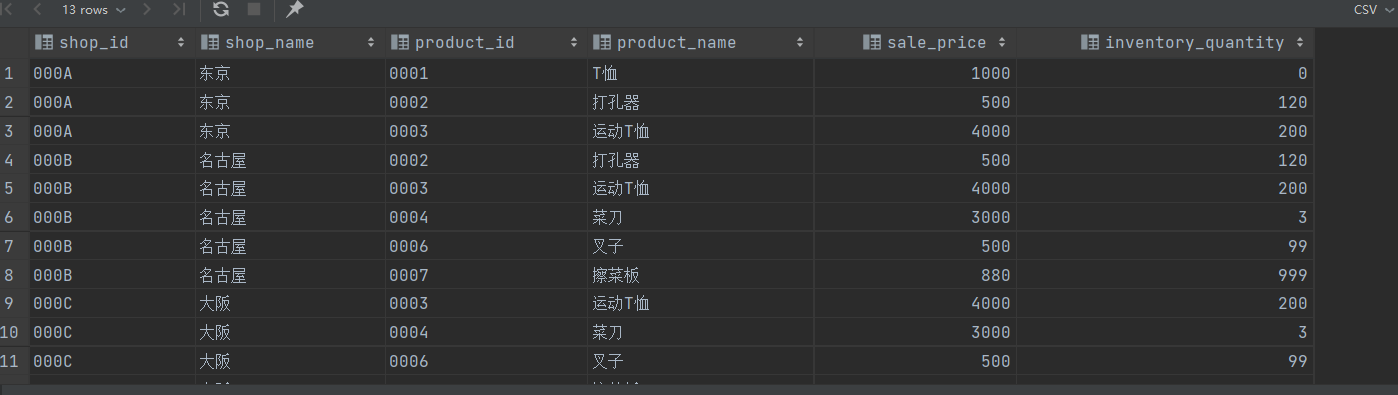 13 rows CSV
shop_id shop_name product_id product_name sale_price inventory_quantity
1 000A 东京 0001 T恤 1000 0
2 000A 东京 0002 打孔器 500 120
3 000A 东京 0003 运动T恤 4000 200
4 000B 名古屋 0002 打孔器 500 120
5 000B 名古屋 0003 运动T恤 4000 200
6 000B 名古屋 0004 菜刀 3000 3
7 000B 名古屋 0006 叉子 500 99
8 000B 名古屋 0007 擦菜板 880 999
9 000C 大阪 0003 运动T恤 4000 200
10 000C 大阪 0004 菜刀 3000 3
11 000C 大阪 0006 叉子 500 99